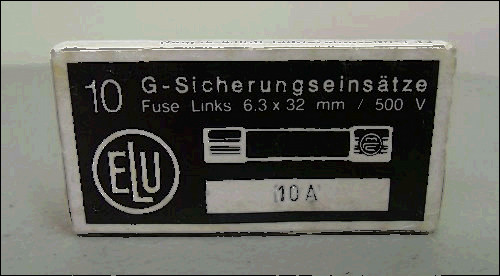 10 G-Sicherungseinsätze
Fuse Links 6.3 x 32 mm / 500 V
ELU
10 A